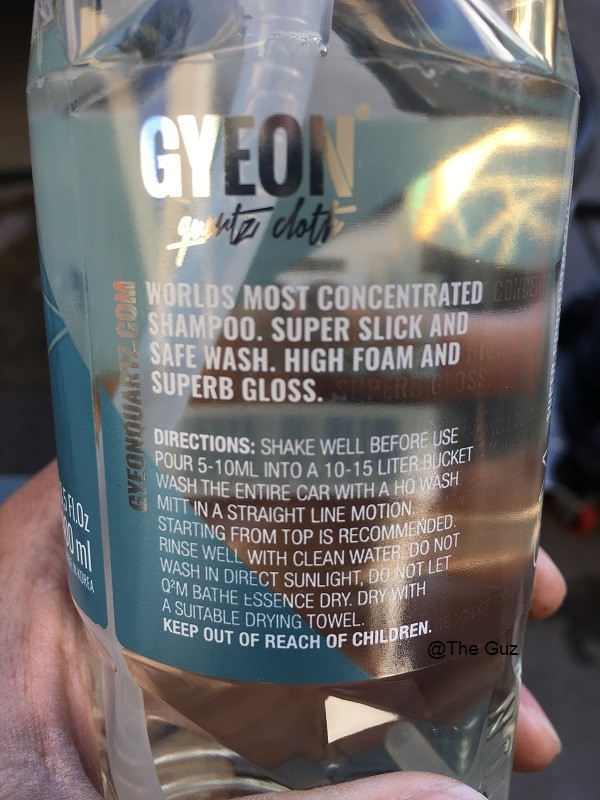 GYEON
quartz cloth
GYEONQUARTZ.COM
WORLDS MOST CONCENTRATED
SHAMPOO. SUPER SLICK AND
SAFE WASH. HIGH FOAM AND
SUPERB GLOSS.
DIRECTIONS: SHAKE WELL BEFORE USE
POUR 5-10ML INTO A 10-15 LITER BUCKET
WASH THE ENTIRE CAR WITH A HQ WASH
MITT IN A STRAIGHT LINE MOTION.
STARTING FROM TOP IS RECOMMENDED.
RINSE WELL WITH CLEAN WATER. DO NOT
WASH IN DIRECT SUNLIGHT, DO NOT LET
Q²M BATHE ESSENCE DRY. DRY WITH
A SUITABLE DRYING TOWEL.
KEEP OUT OF REACH OF CHILDREN.
FL.Oz
ml
IN KOREA
@The Guz